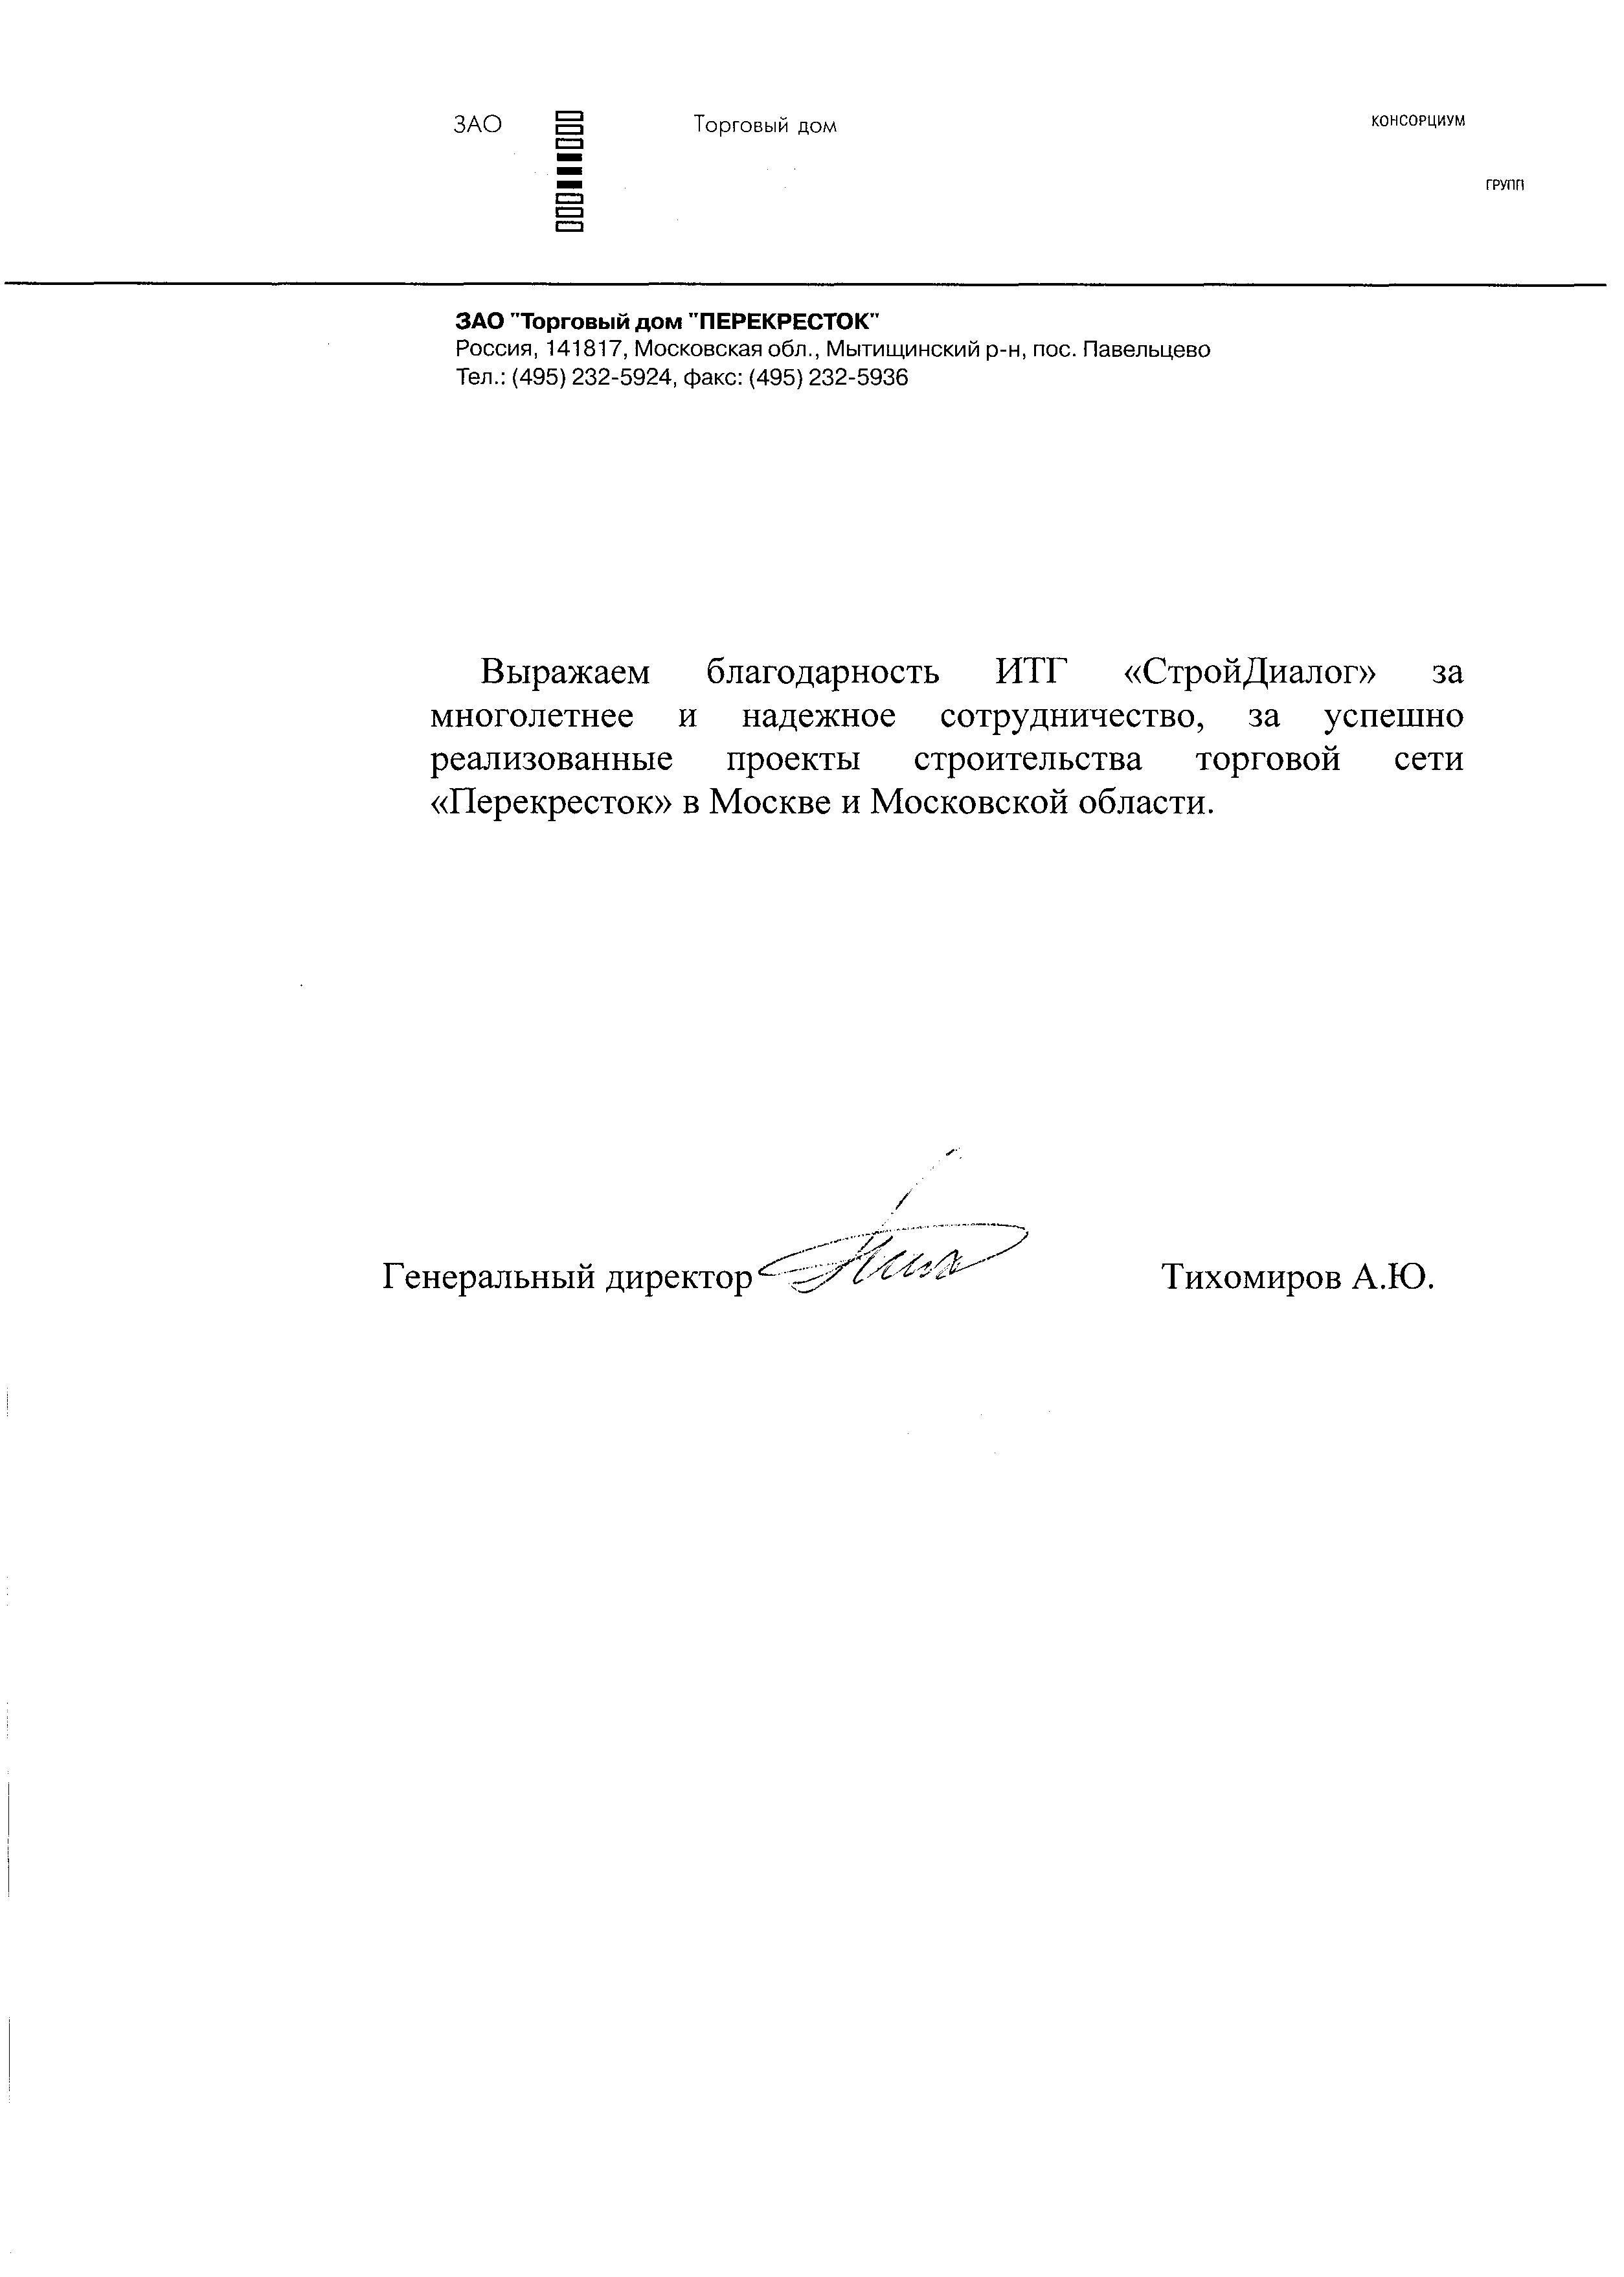 ЗАО Торговый дом КОНСОРЦИУМ
ГРУПП
ЗАО "Торговый дом "ПЕРЕКРЕСТОК"
Россия, 141817, Московская обл., Мытищинский р-н, пос. Павельцево
Тел.: (495) 232-5924, факс: (495) 232-5936
Выражаем благодарность ИТГ «СтройДиалог» за
многолетнее и надежное сотрудничество, за успешно
реализованные проекты строительства торговой сети
«Перекресток» в Москве и Московской области.
Генеральный директор Тихомиров А.Ю.